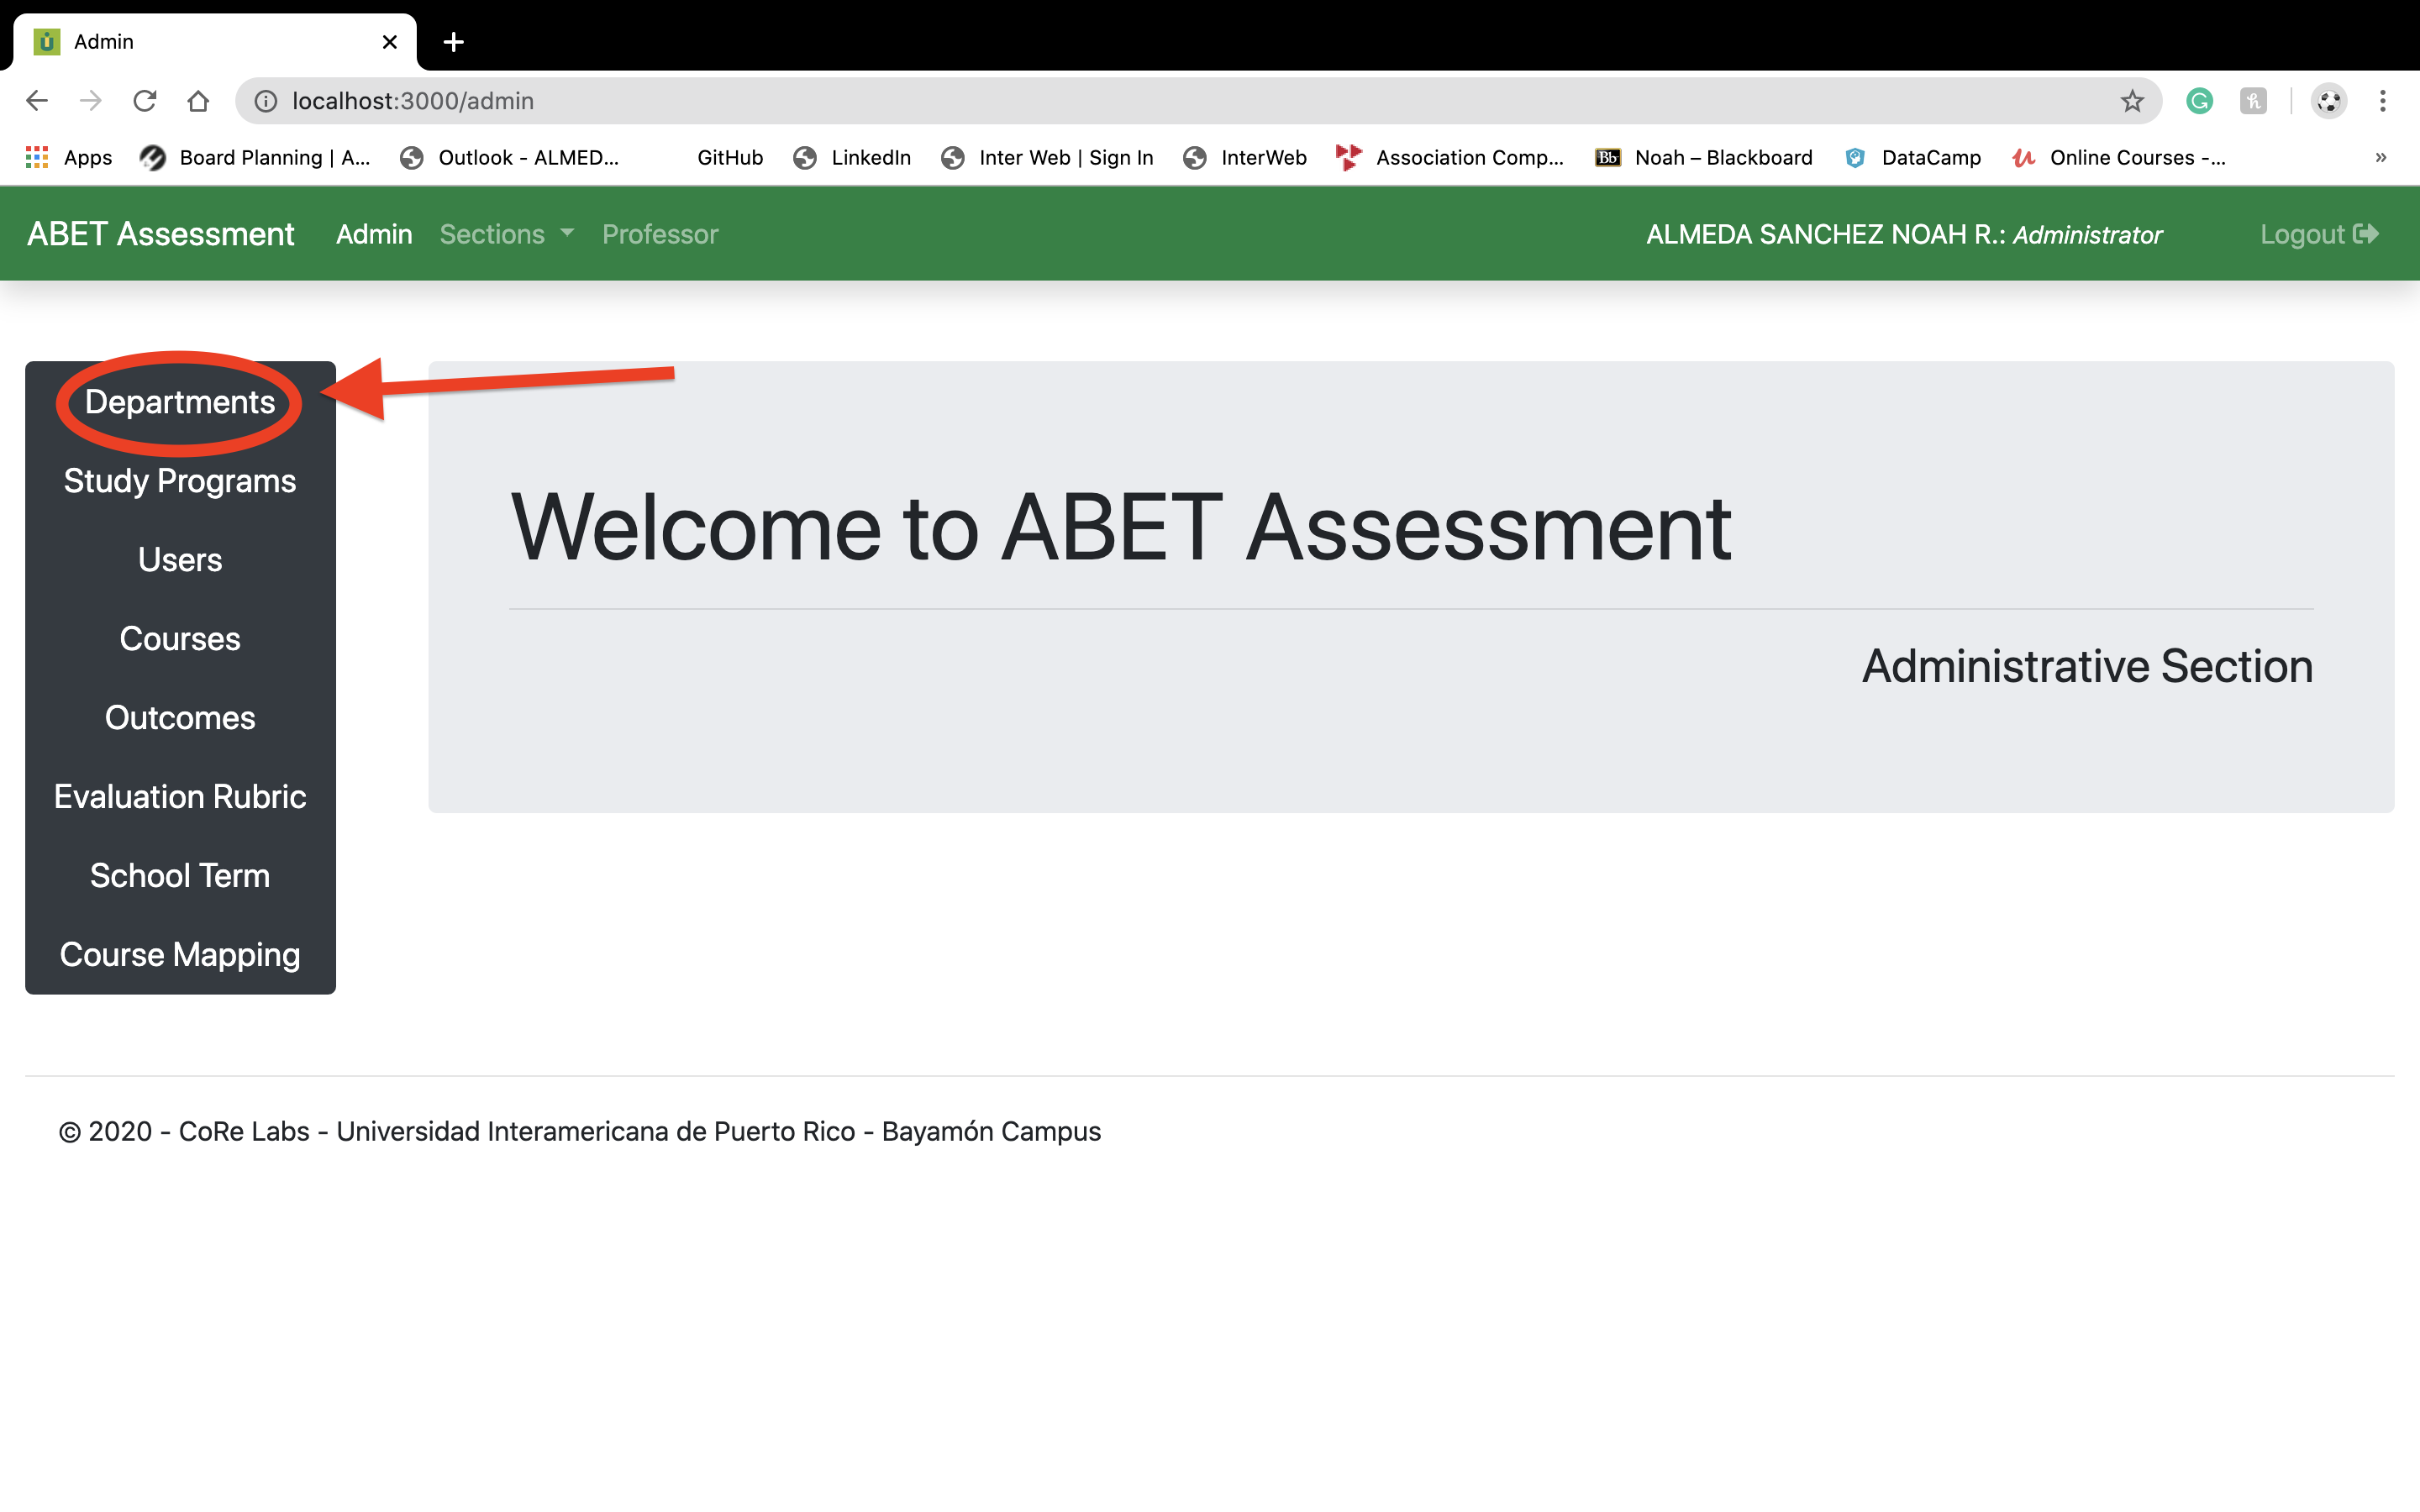 Admin
localhost:3000/admin
Apps Board Planning | A... Outlook - ALMED... GitHub LinkedIn Inter Web | Sign In InterWeb Association Comp... Bb Noah – Blackboard DataCamp Online Courses -... »
ABET Assessment Admin Sections Professor ALMEDA SANCHEZ NOAH R.: Administrator Logout
Departments
Study Programs
Users
Courses
Outcomes
Evaluation Rubric
School Term
Course Mapping
Welcome to ABET Assessment
Administrative Section
© 2020 - CoRe Labs - Universidad Interamericana de Puerto Rico - Bayamón Campus